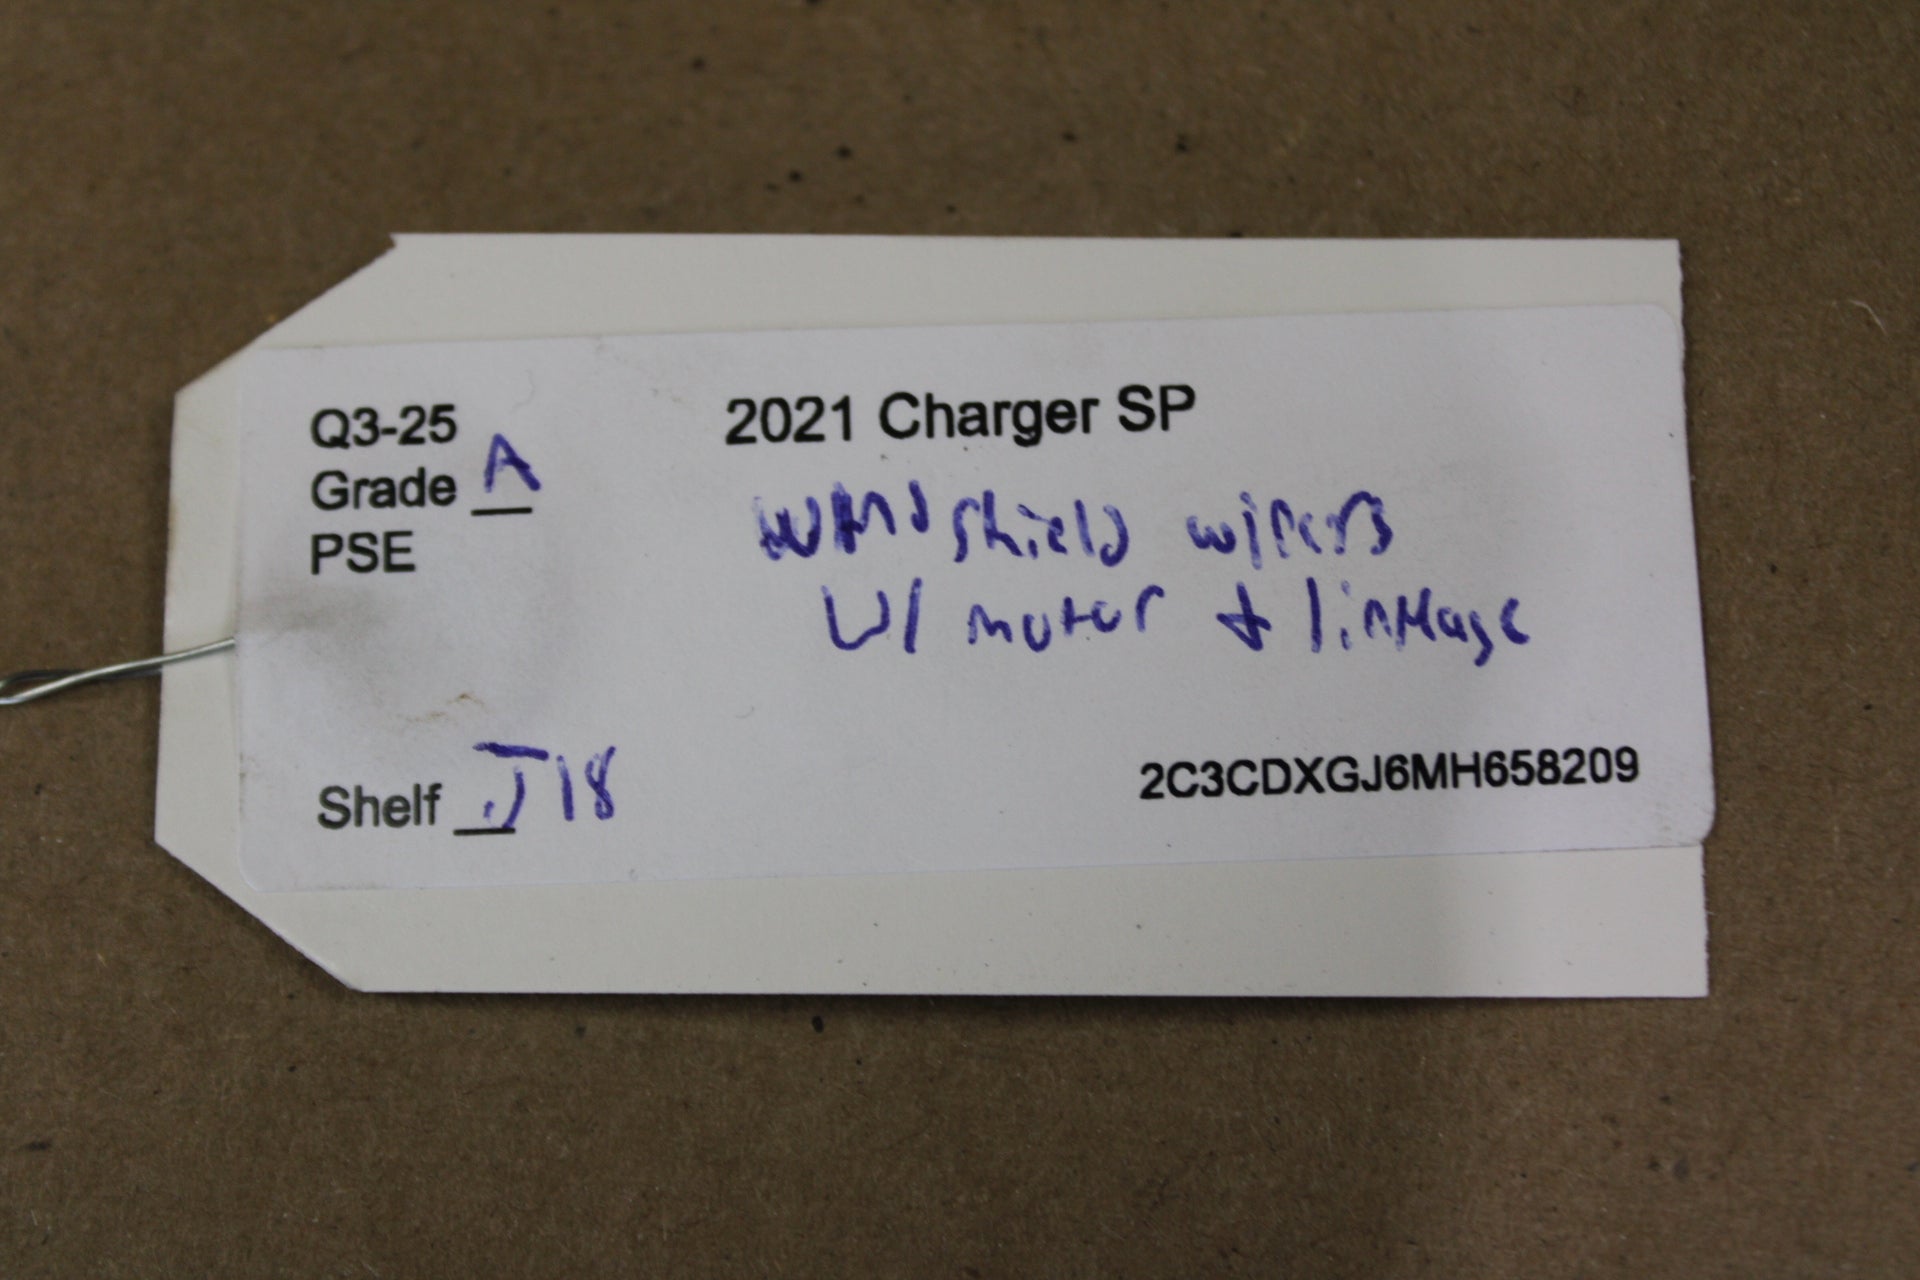 Q3-25
Grade A
PSE
2021 Charger SP
windshield wipers
w/ motor & linkage
Shelf J18
2C3CDXGJ6MH658209